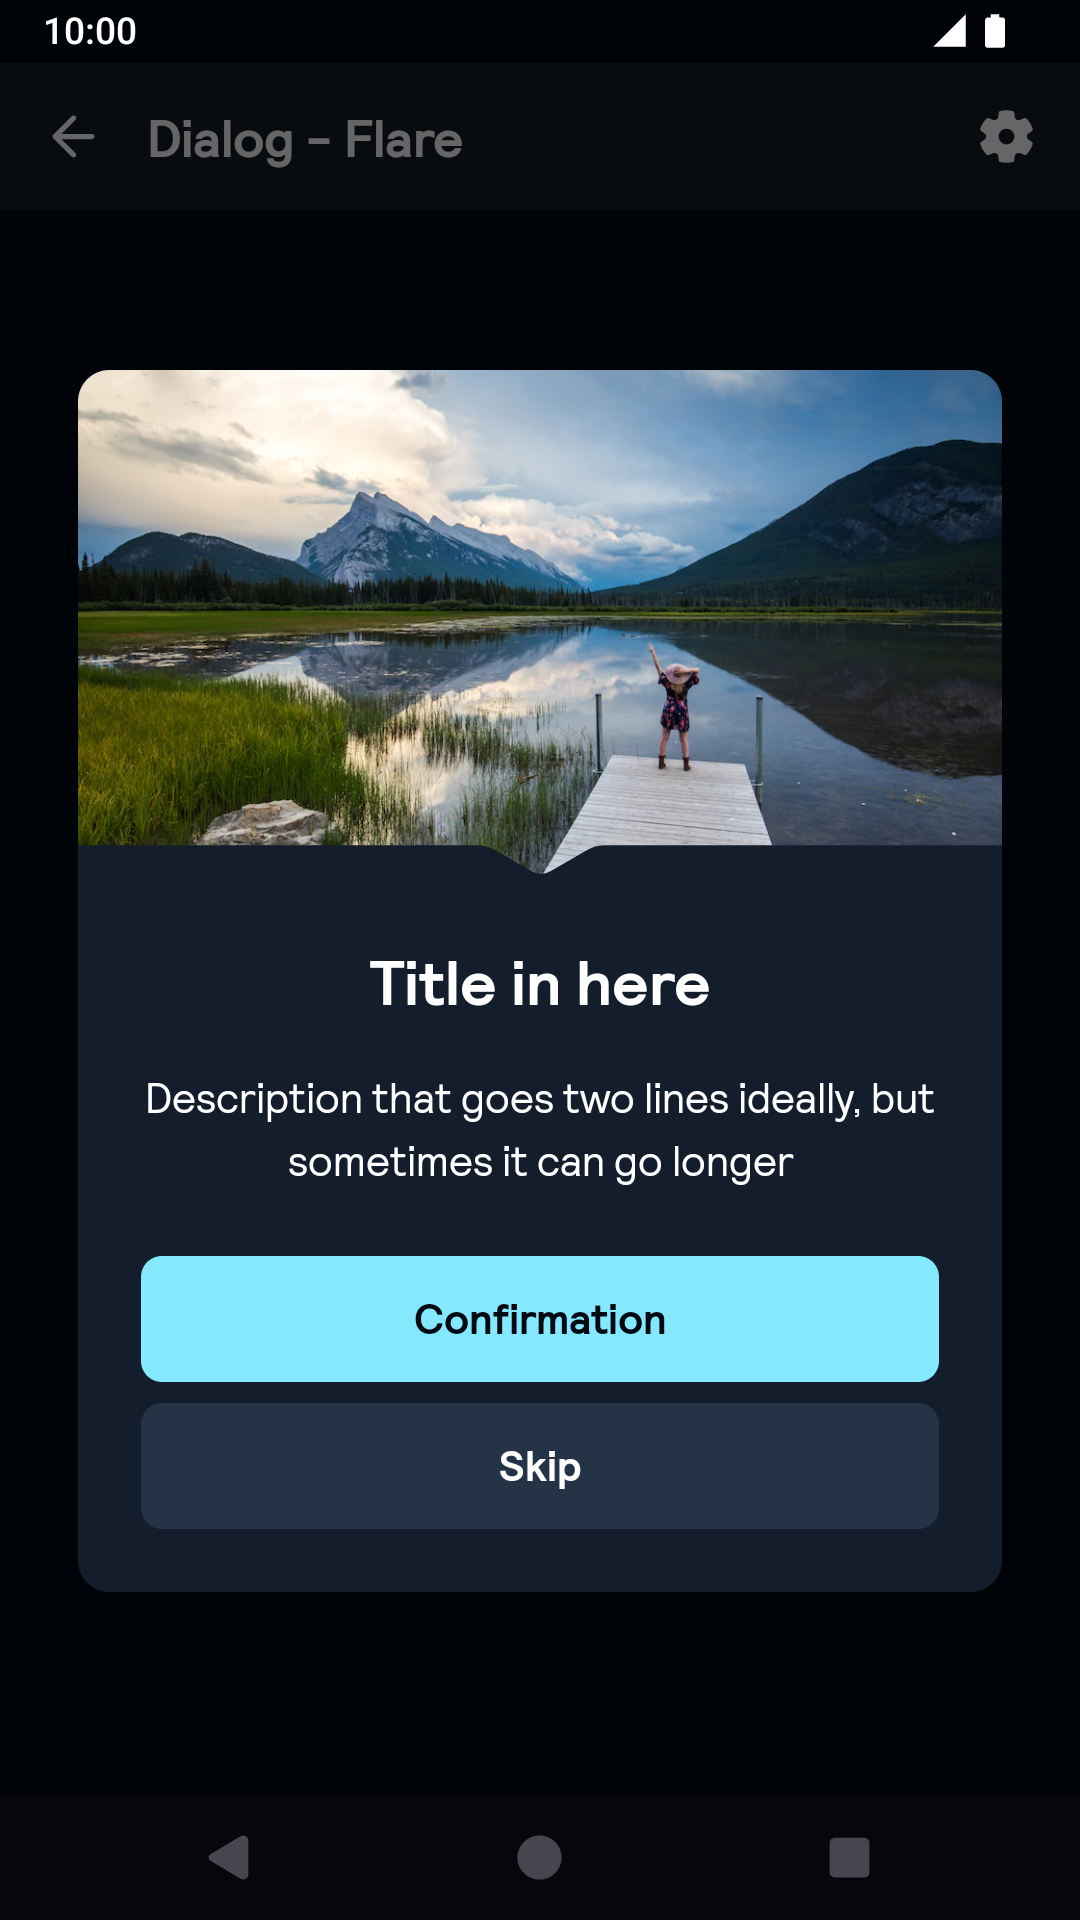 10:00
Dialog - Flare
Title in here
Description that goes two lines ideally, but
sometimes it can go longer
Confirmation
Skip